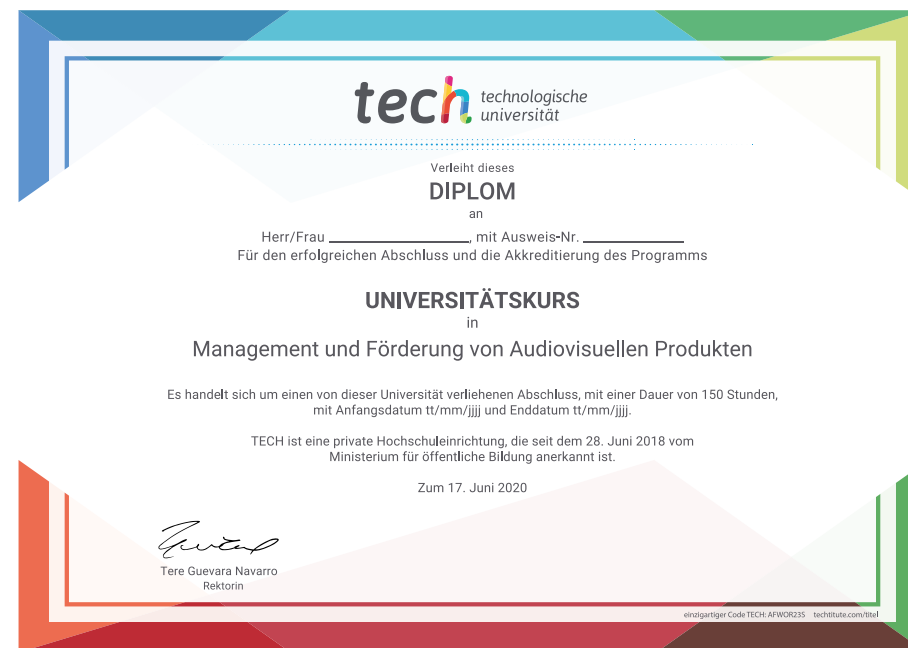 tech technologische
universität
Verleiht dieses
DIPLOM
an
Herr/Frau ____________________, mit Ausweis-Nr. ______________
Für den erfolgreichen Abschluss und die Akkreditierung des Programms
UNIVERSITÄTSKURS
in
Management und Förderung von Audiovisuellen Produkten
Es handelt sich um einen von dieser Universität verliehenen Abschluss, mit einer Dauer von 150 Stunden,
mit Anfangsdatum tt/mm/jjjj und Enddatum tt/mm/jjjj.
TECH ist eine private Hochschuleinrichtung, die seit dem 28. Juni 2018 vom
Ministerium für öffentliche Bildung anerkannt ist.
Zum 17. Juni 2020
Tere Guevara Navarro
Rektorin
einzigartiger Code TECH: AFWOR23S techtitute.com/titel